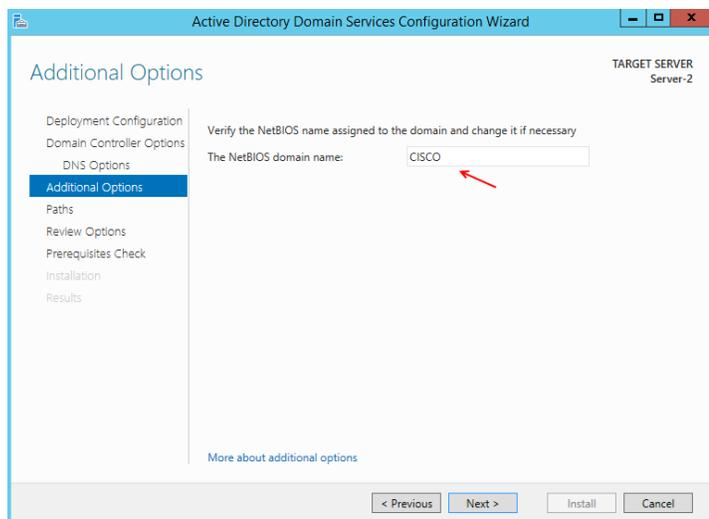 Active Directory Domain Services Configuration Wizard
Additional Options
TARGET SERVER
Server-2
Deployment Configuration
Domain Controller Options
DNS Options
Additional Options
Paths
Review Options
Prerequisites Check
Installation
Results
Verify the NetBIOS name assigned to the domain and change it if necessary
The NetBIOS domain name: CISCO
More about additional options
< Previous Next > Install Cancel